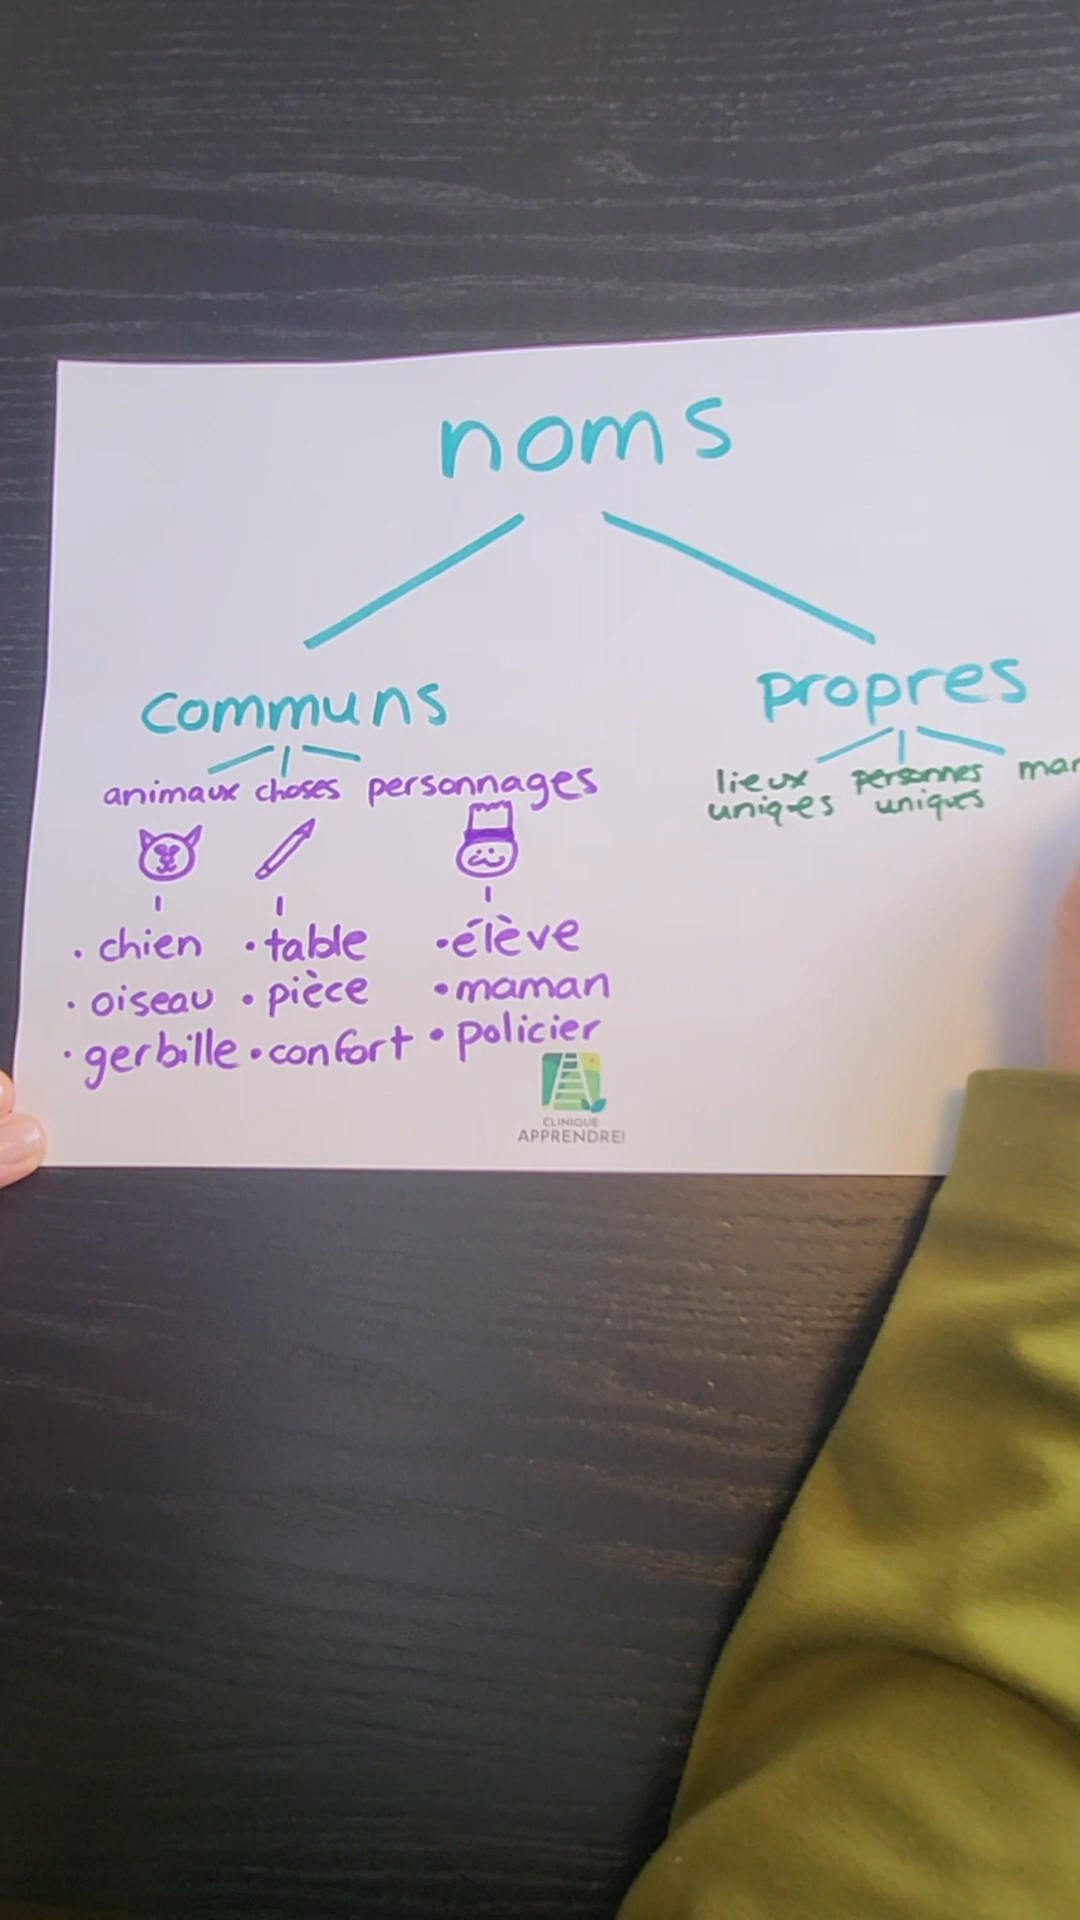 noms
communs
propres
animaux choses personnages
lieux
uniques
personnes
uniques
• chien
• oiseau
• gerbille
• table
• pièce
• confort
• élève
• maman
• policier
CLINIQUE
APPRENDRE!